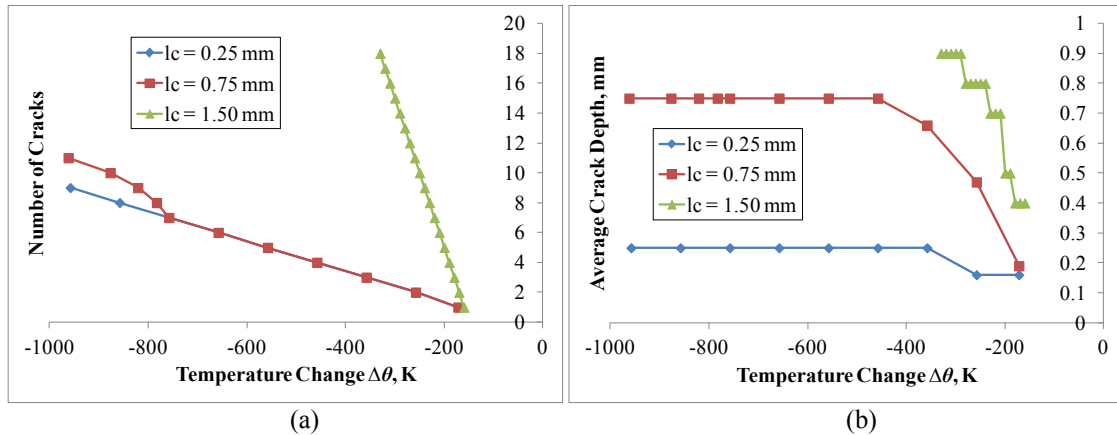 20
18
16
14
12
10
8
6
4
2
0
Number of Cracks
lc = 0.25 mm
lc = 0.75 mm
lc = 1.50 mm
-1000 -800 -600 -400 -200 0
Temperature Change Δθ, K
(a)
1
0.9
0.8
0.7
0.6
0.5
0.4
0.3
0.2
0.1
0
Average Crack Depth, mm
lc = 0.25 mm
lc = 0.75 mm
lc = 1.50 mm
-1000 -800 -600 -400 -200 0
Temperature Change Δθ, K
(b)